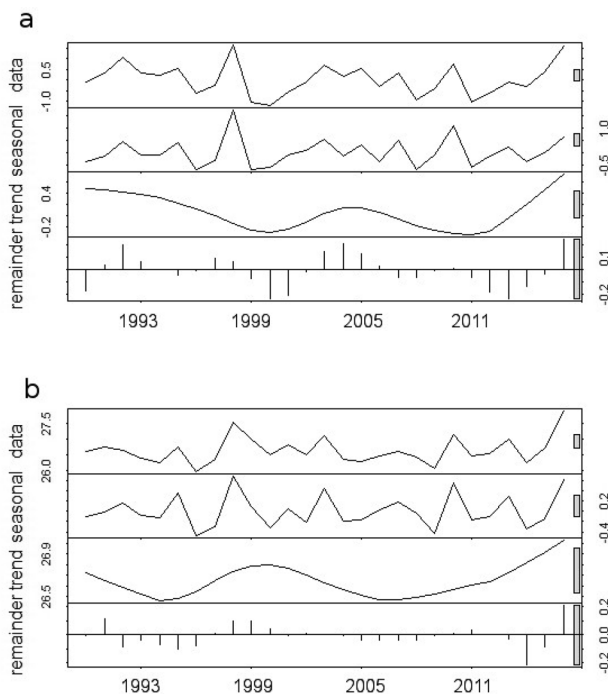 a
data
0.5
-1.0
seasonal
1.0
-0.5
trend
0.4
-0.2
remainder
0.1
-0.2
1993 1999 2005 2011
b
data
27.5
26.0
seasonal
0.2
-0.4
trend
26.9
26.5
remainder
0.2
0.0
-0.2
1993 1999 2005 2011